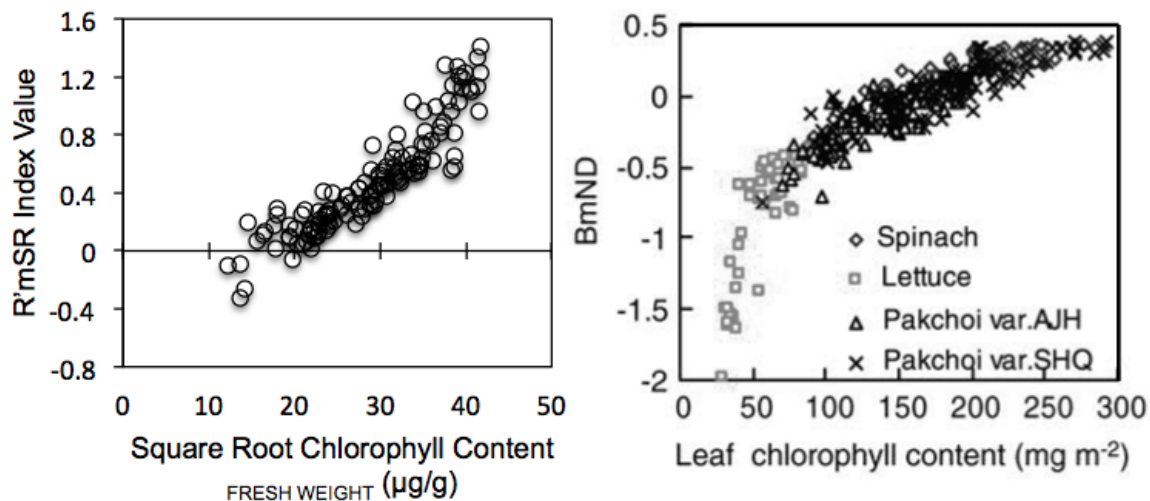 R'mSR Index Value
1.6
1.2
0.8
0.4
0
-0.4
-0.8
0 10 20 30 40 50
Square Root Chlorophyll Content
FRESH WEIGHT (µg/g)
BmND
0.5
0
-0.5
-1
-1.5
-2
Spinach
Lettuce
Pakchoi var.AJH
Pakchoi var.SHQ
0 50 100 150 200 250 300
Leaf chlorophyll content (mg m-2)